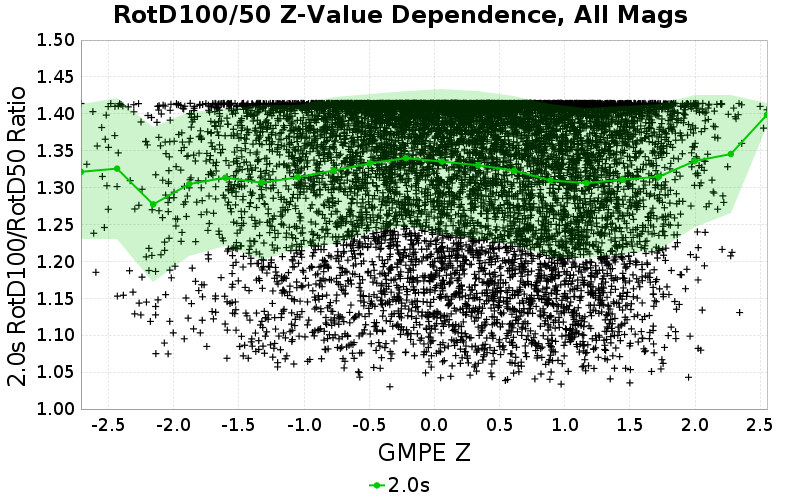 RotD100/50 Z-Value Dependence, All Mags
2.0s RotD100/RotD50 Ratio
1.50
1.45
1.40
1.35
1.30
1.25
1.20
1.15
1.10
1.05
1.00
-2.5 -2.0 -1.5 -1.0 -0.5 0.0 0.5 1.0 1.5 2.0 2.5
GMPE Z
2.0s